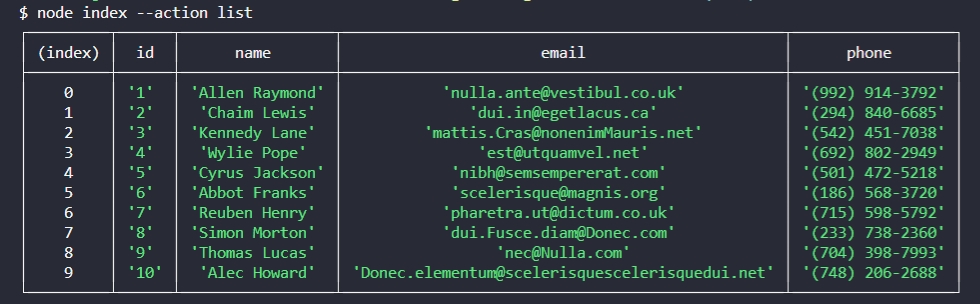 $ node index --action list
(index) id name email phone
0 '1' 'Allen Raymond' 'nulla.ante@vestibul.co.uk' '(992) 914-3792'
1 '2' 'Chaim Lewis' 'dui.in@egetlacus.ca' '(294) 840-6685'
2 '3' 'Kennedy Lane' 'mattis.Cras@nonenimMauris.net' '(542) 451-7038'
3 '4' 'Wylie Pope' 'est@utquamvel.net' '(692) 802-2949'
4 '5' 'Cyrus Jackson' 'nibh@semsempererat.com' '(501) 472-5218'
5 '6' 'Abbot Franks' 'scelerisque@magnis.org' '(186) 568-3720'
6 '7' 'Reuben Henry' 'pharetra.ut@dictum.co.uk' '(715) 598-5792'
7 '8' 'Simon Morton' 'dui.Fusce.diam@Donec.com' '(233) 738-2360'
8 '9' 'Thomas Lucas' 'nec@Nulla.com' '(704) 398-7993'
9 '10' 'Alec Howard' 'Donec.elementum@scelerisquescelerisquedui.net' '(748) 206-2688'